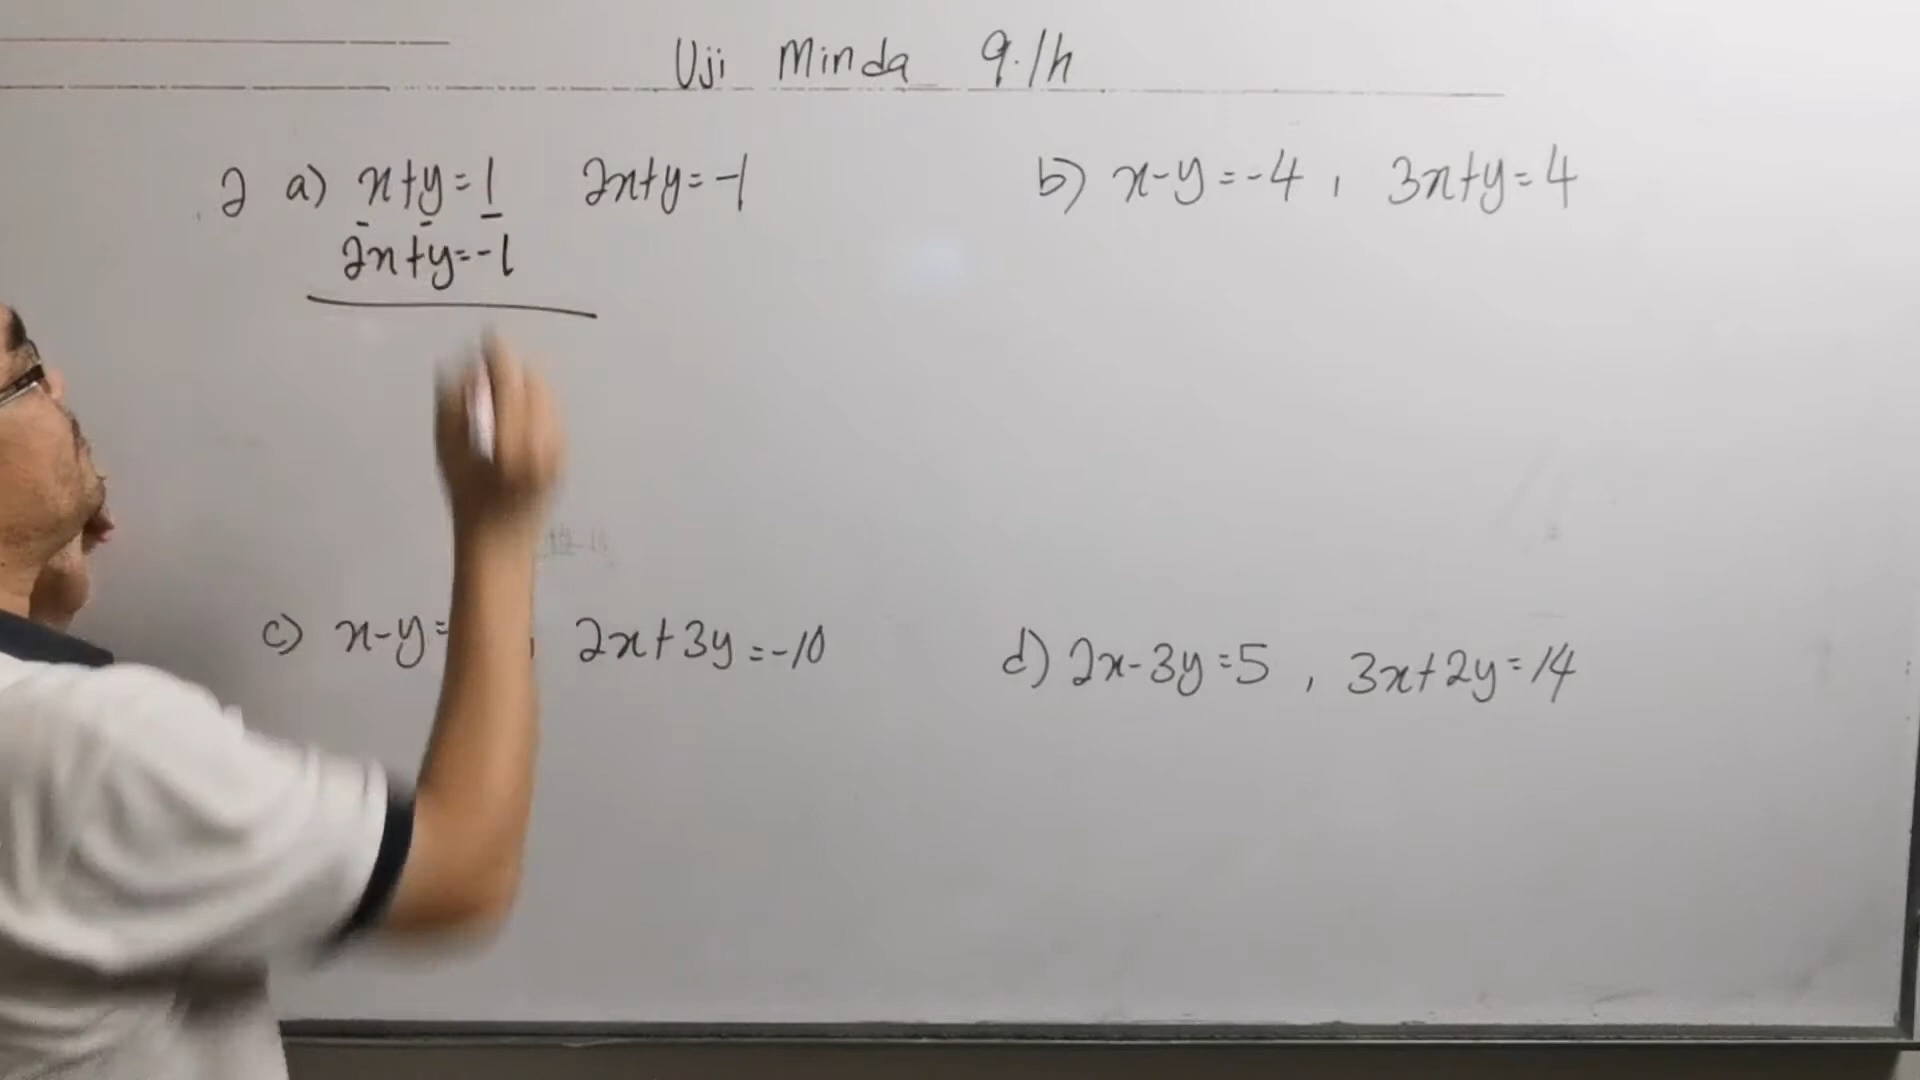 Uji Minda 9.1h
2 a) x+y=1 2x+y=-1
2x+y=-1
b) x-y=-4, 3x+y=4
c) x-y= , 2x+3y=-10
d) 2x-3y=5, 3x+2y=14